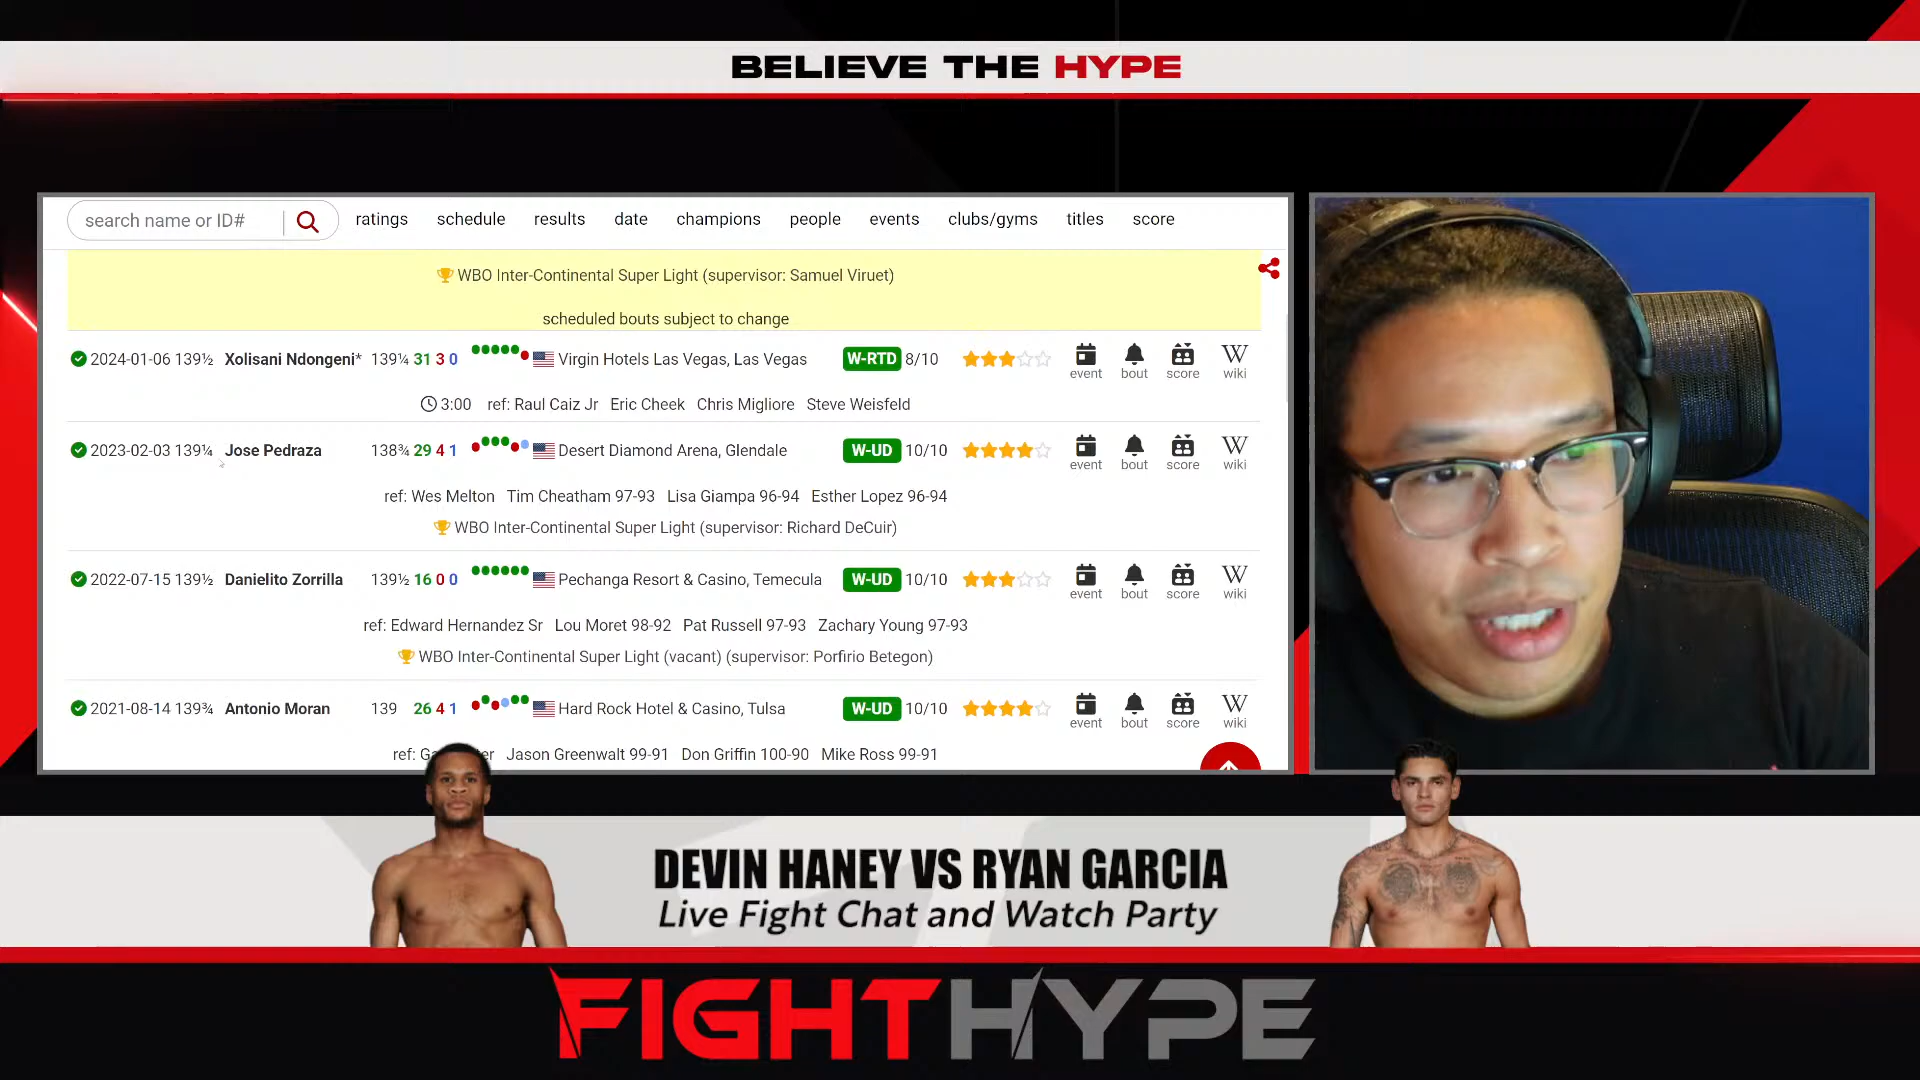 BELIEVE THE HYPE
search name or ID# ratings schedule results date champions people events clubs/gyms titles score
WBO Inter-Continental Super Light (supervisor: Samuel Viruet)
scheduled bouts subject to change
2024-01-06 139½ Xolisani Ndongeni* 139¼ 31 3 0 Virgin Hotels Las Vegas, Las Vegas W-RTD 8/10 event bout score W wiki
3:00 ref: Raul Caiz Jr Eric Cheek Chris Migliore Steve Weisfeld
2023-02-03 139¼ Jose Pedraza 138¾ 29 4 1 Desert Diamond Arena, Glendale W-UD 10/10 event bout score W wiki
ref: Wes Melton Tim Cheatham 97-93 Lisa Giampa 96-94 Esther Lopez 96-94
WBO Inter-Continental Super Light (supervisor: Richard DeCuir)
2022-07-15 139½ Danielito Zorrilla 139½ 16 0 0 Pechanga Resort & Casino, Temecula W-UD 10/10 event bout score W wiki
ref: Edward Hernandez Sr Lou Moret 98-92 Pat Russell 97-93 Zachary Young 97-93
WBO Inter-Continental Super Light (vacant) (supervisor: Porfirio Betegon)
2021-08-14 139¾ Antonio Moran 139 26 4 1 Hard Rock Hotel & Casino, Tulsa W-UD 10/10 event bout score W wiki
ref: Jason Greenwalt 99-91 Don Griffin 100-90 Mike Ross 99-91
DEVIN HANEY VS RYAN GARCIA
Live Fight Chat and Watch Party
FIGHTHYPE